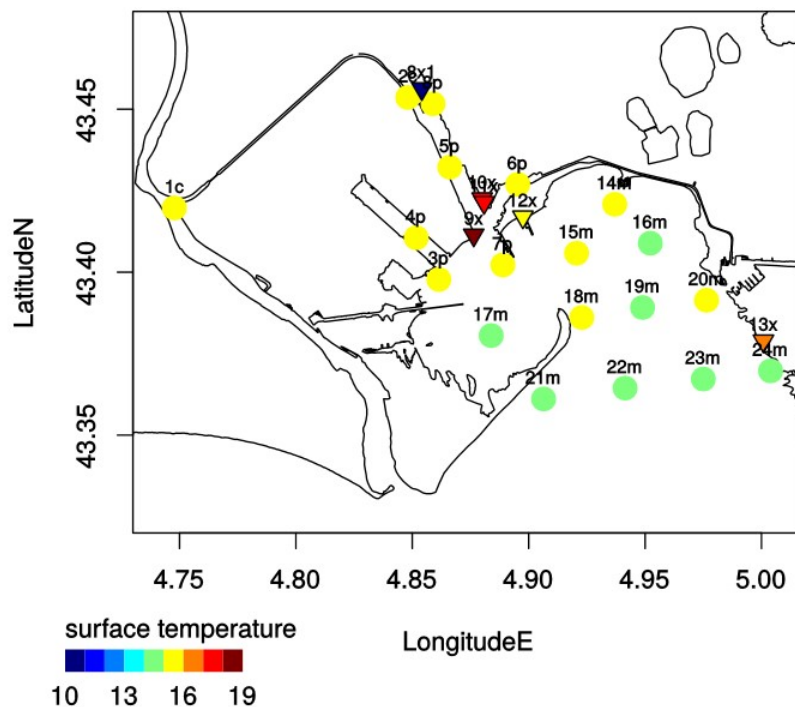 43.45
43.40
43.35
LatitudeN
8x1
1c
5p
6p
10x
4p
9x
12x
7p
3p
14m
15m
16m
17m
18m
19m
20m
13x
24m
21m
22m
23m
4.75 4.80 4.85 4.90 4.95 5.00
LongitudeE
surface temperature
10 13 16 19